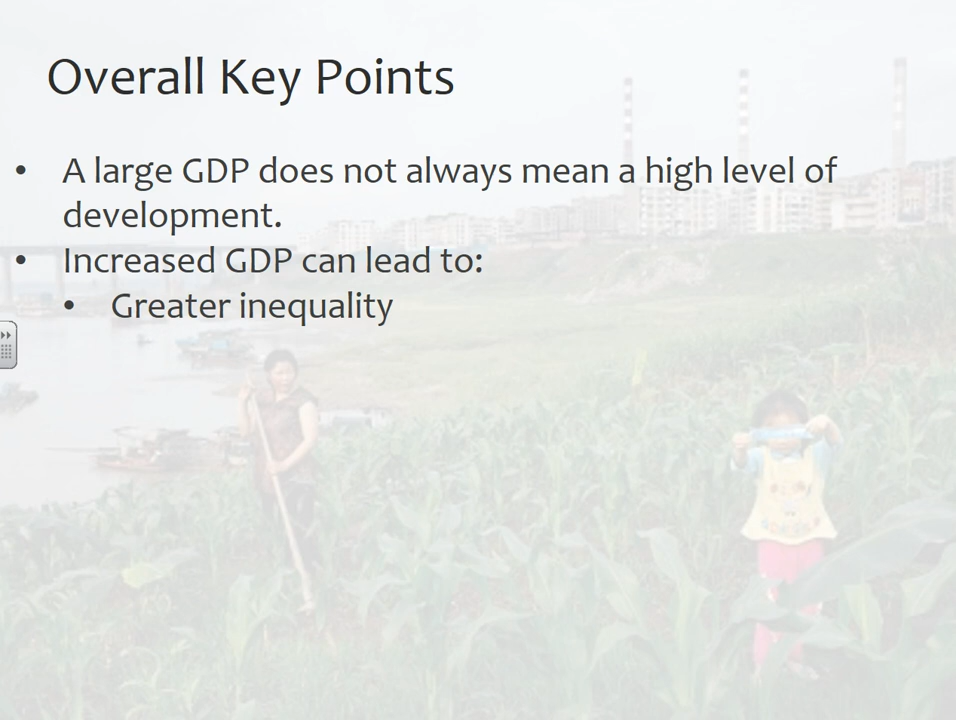 Overall Key Points
• A large GDP does not always mean a high level of
development.
• Increased GDP can lead to:
• Greater inequality